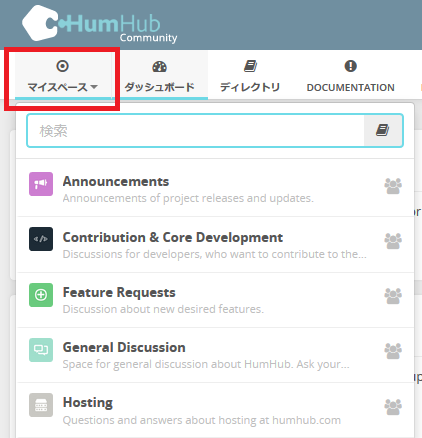 HumHub
Community
マイスペース ダッシュボード ディレクトリ DOCUMENTATION
検索
Announcements
Announcements of project releases and updates.
Contribution & Core Development
Discussions for developers, who want to contribute to the...
Feature Requests
Discussion about new desired features.
General Discussion
Space for general discussion about HumHub. Ask your...
Hosting
Questions and answers about hosting at humhub.com